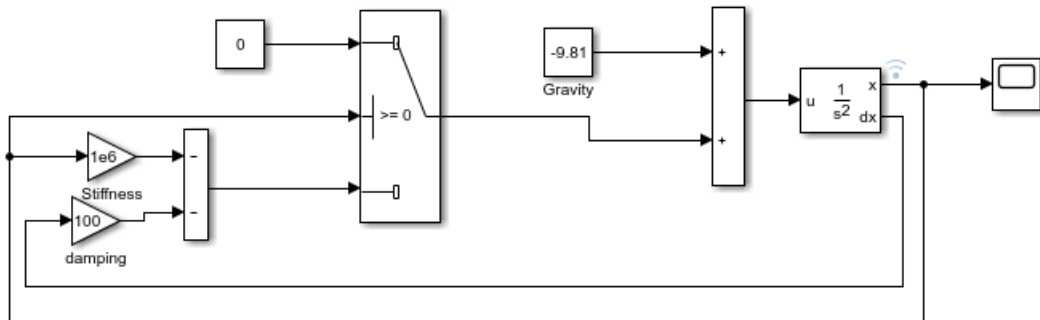 0
-9.81
+
Gravity
1
x
u
s2
dx
>= 0
+
1e6
-
Stiffness
100
-
damping